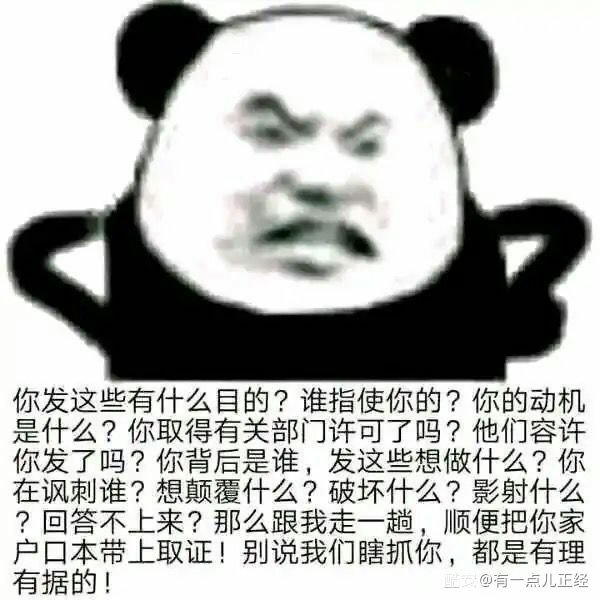 你发这些有什么目的？谁指使你的？你的动机
是什么？你取得有关部门许可了吗？他们容许
你发了吗？你背后是谁，发这些想做什么？你
在讽刺谁？想颠覆什么？破坏什么？影射什么
？回答不上来？那么跟我走一趟，顺便把你家
户口本带上取证！别说我们瞎抓你，都是有理
有据的！
酷安@有一点儿正经